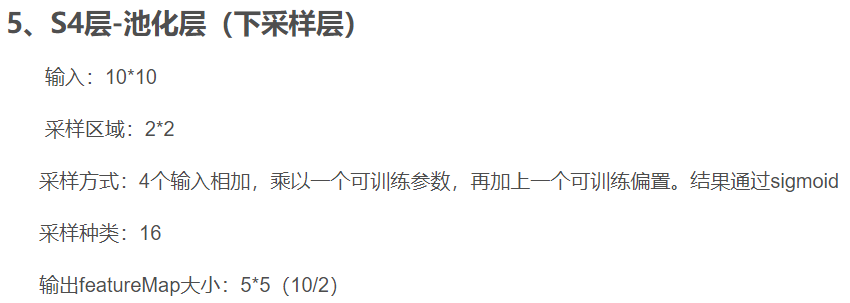 5、S4层-池化层（下采样层）
输入：10*10
采样区域：2*2
采样方式：4个输入相加，乘以一个可训练参数，再加上一个可训练偏置。结果通过sigmoid
采样种类：16
输出featureMap大小：5*5（10/2）